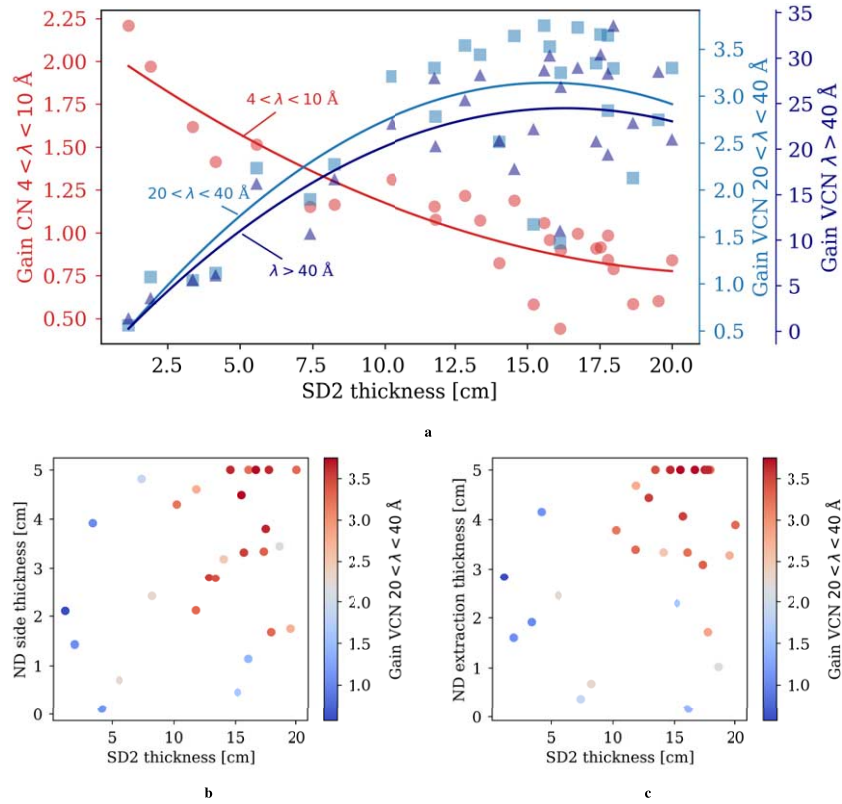 2.25
2.00
1.75
1.50
1.25
1.00
0.75
0.50
Gain CN 4 < λ < 10 Å
4 < λ < 10 Å
20 < λ < 40 Å
λ > 40 Å
2.5 5.0 7.5 10.0 12.5 15.0 17.5 20.0
SD2 thickness [cm]
3.5
3.0
2.5
2.0
1.5
1.0
0.5
Gain VCN 20 < λ < 40 Å
35
30
25
20
15
10
5
0
Gain VCN λ > 40 Å
a
5
4
3
2
1
0
ND side thickness [cm]
5 10 15 20
SD2 thickness [cm]
3.5
3.0
2.5
2.0
1.5
1.0
Gain VCN 20 < λ < 40 Å
b
5
4
3
2
1
0
ND extraction thickness [cm]
5 10 15 20
SD2 thickness [cm]
3.5
3.0
2.5
2.0
1.5
1.0
Gain VCN 20 < λ < 40 Å
c